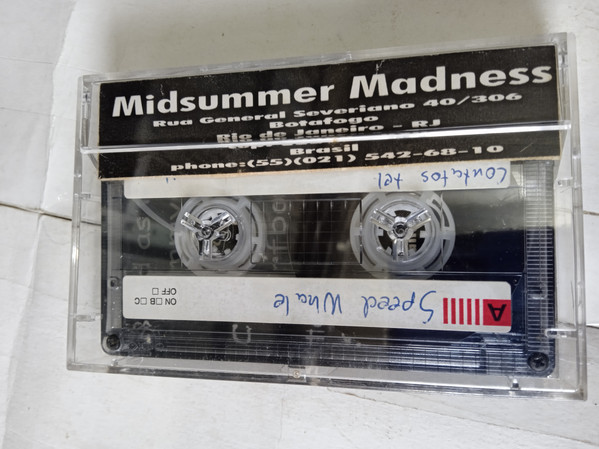 Midsummer Madness
Rua General Severiano 40/306
Botafogo
Rio de Janeiro - RJ
Brasil
phone:(55)(021) 542-68-10
Contatos tel.
A Speed Whale
ON □B □C
OFF □